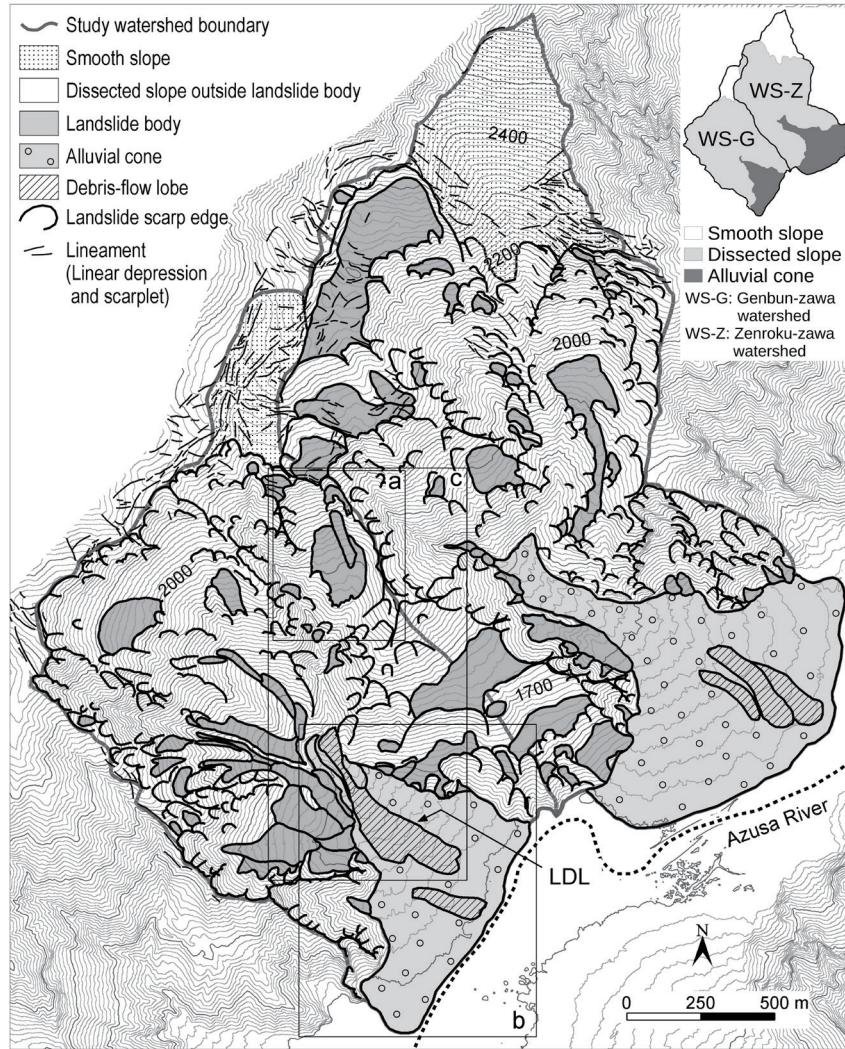 Study watershed boundary
Smooth slope
Dissected slope outside landslide body
Landslide body
Alluvial cone
Debris-flow lobe
Landslide scarp edge
Lineament
(Linear depression
and scarplet)
WS-Z
WS-G
Smooth slope
Dissected slope
Alluvial cone
WS-G: Genbun-zawa
watershed
WS-Z: Zenroku-zawa
watershed
2400
2200
2000
a
c
2000
1700
Azusa River
LDL
N
0 250 500 m
b